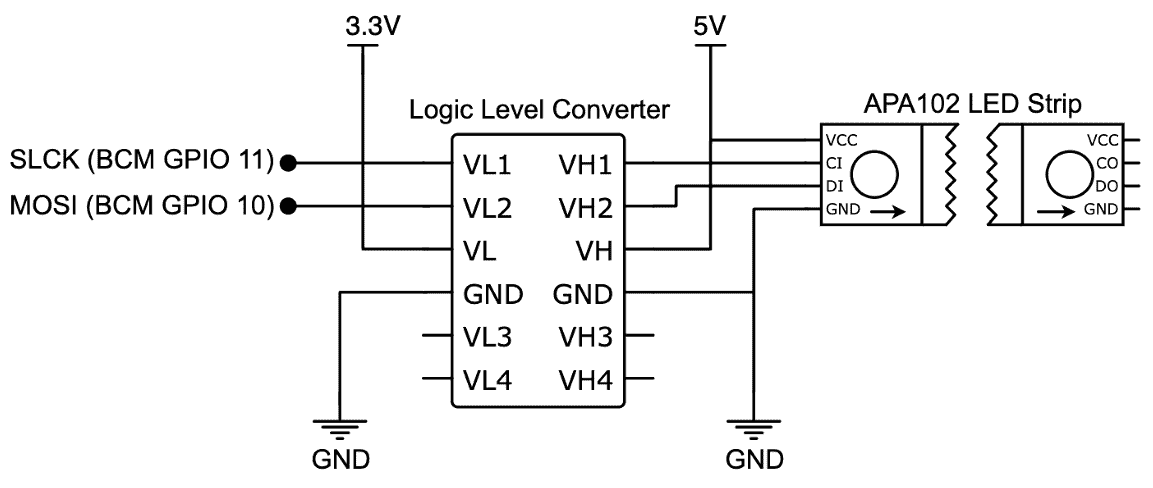 3.3V
5V
Logic Level Converter
APA102 LED Strip
SLCK (BCM GPIO 11)
MOSI (BCM GPIO 10)
VL1 VH1
VL2 VH2
VL VH
GND GND
VL3 VH3
VL4 VH4
VCC
CI
DI
GND
VCC
CO
DO
GND
GND
GND